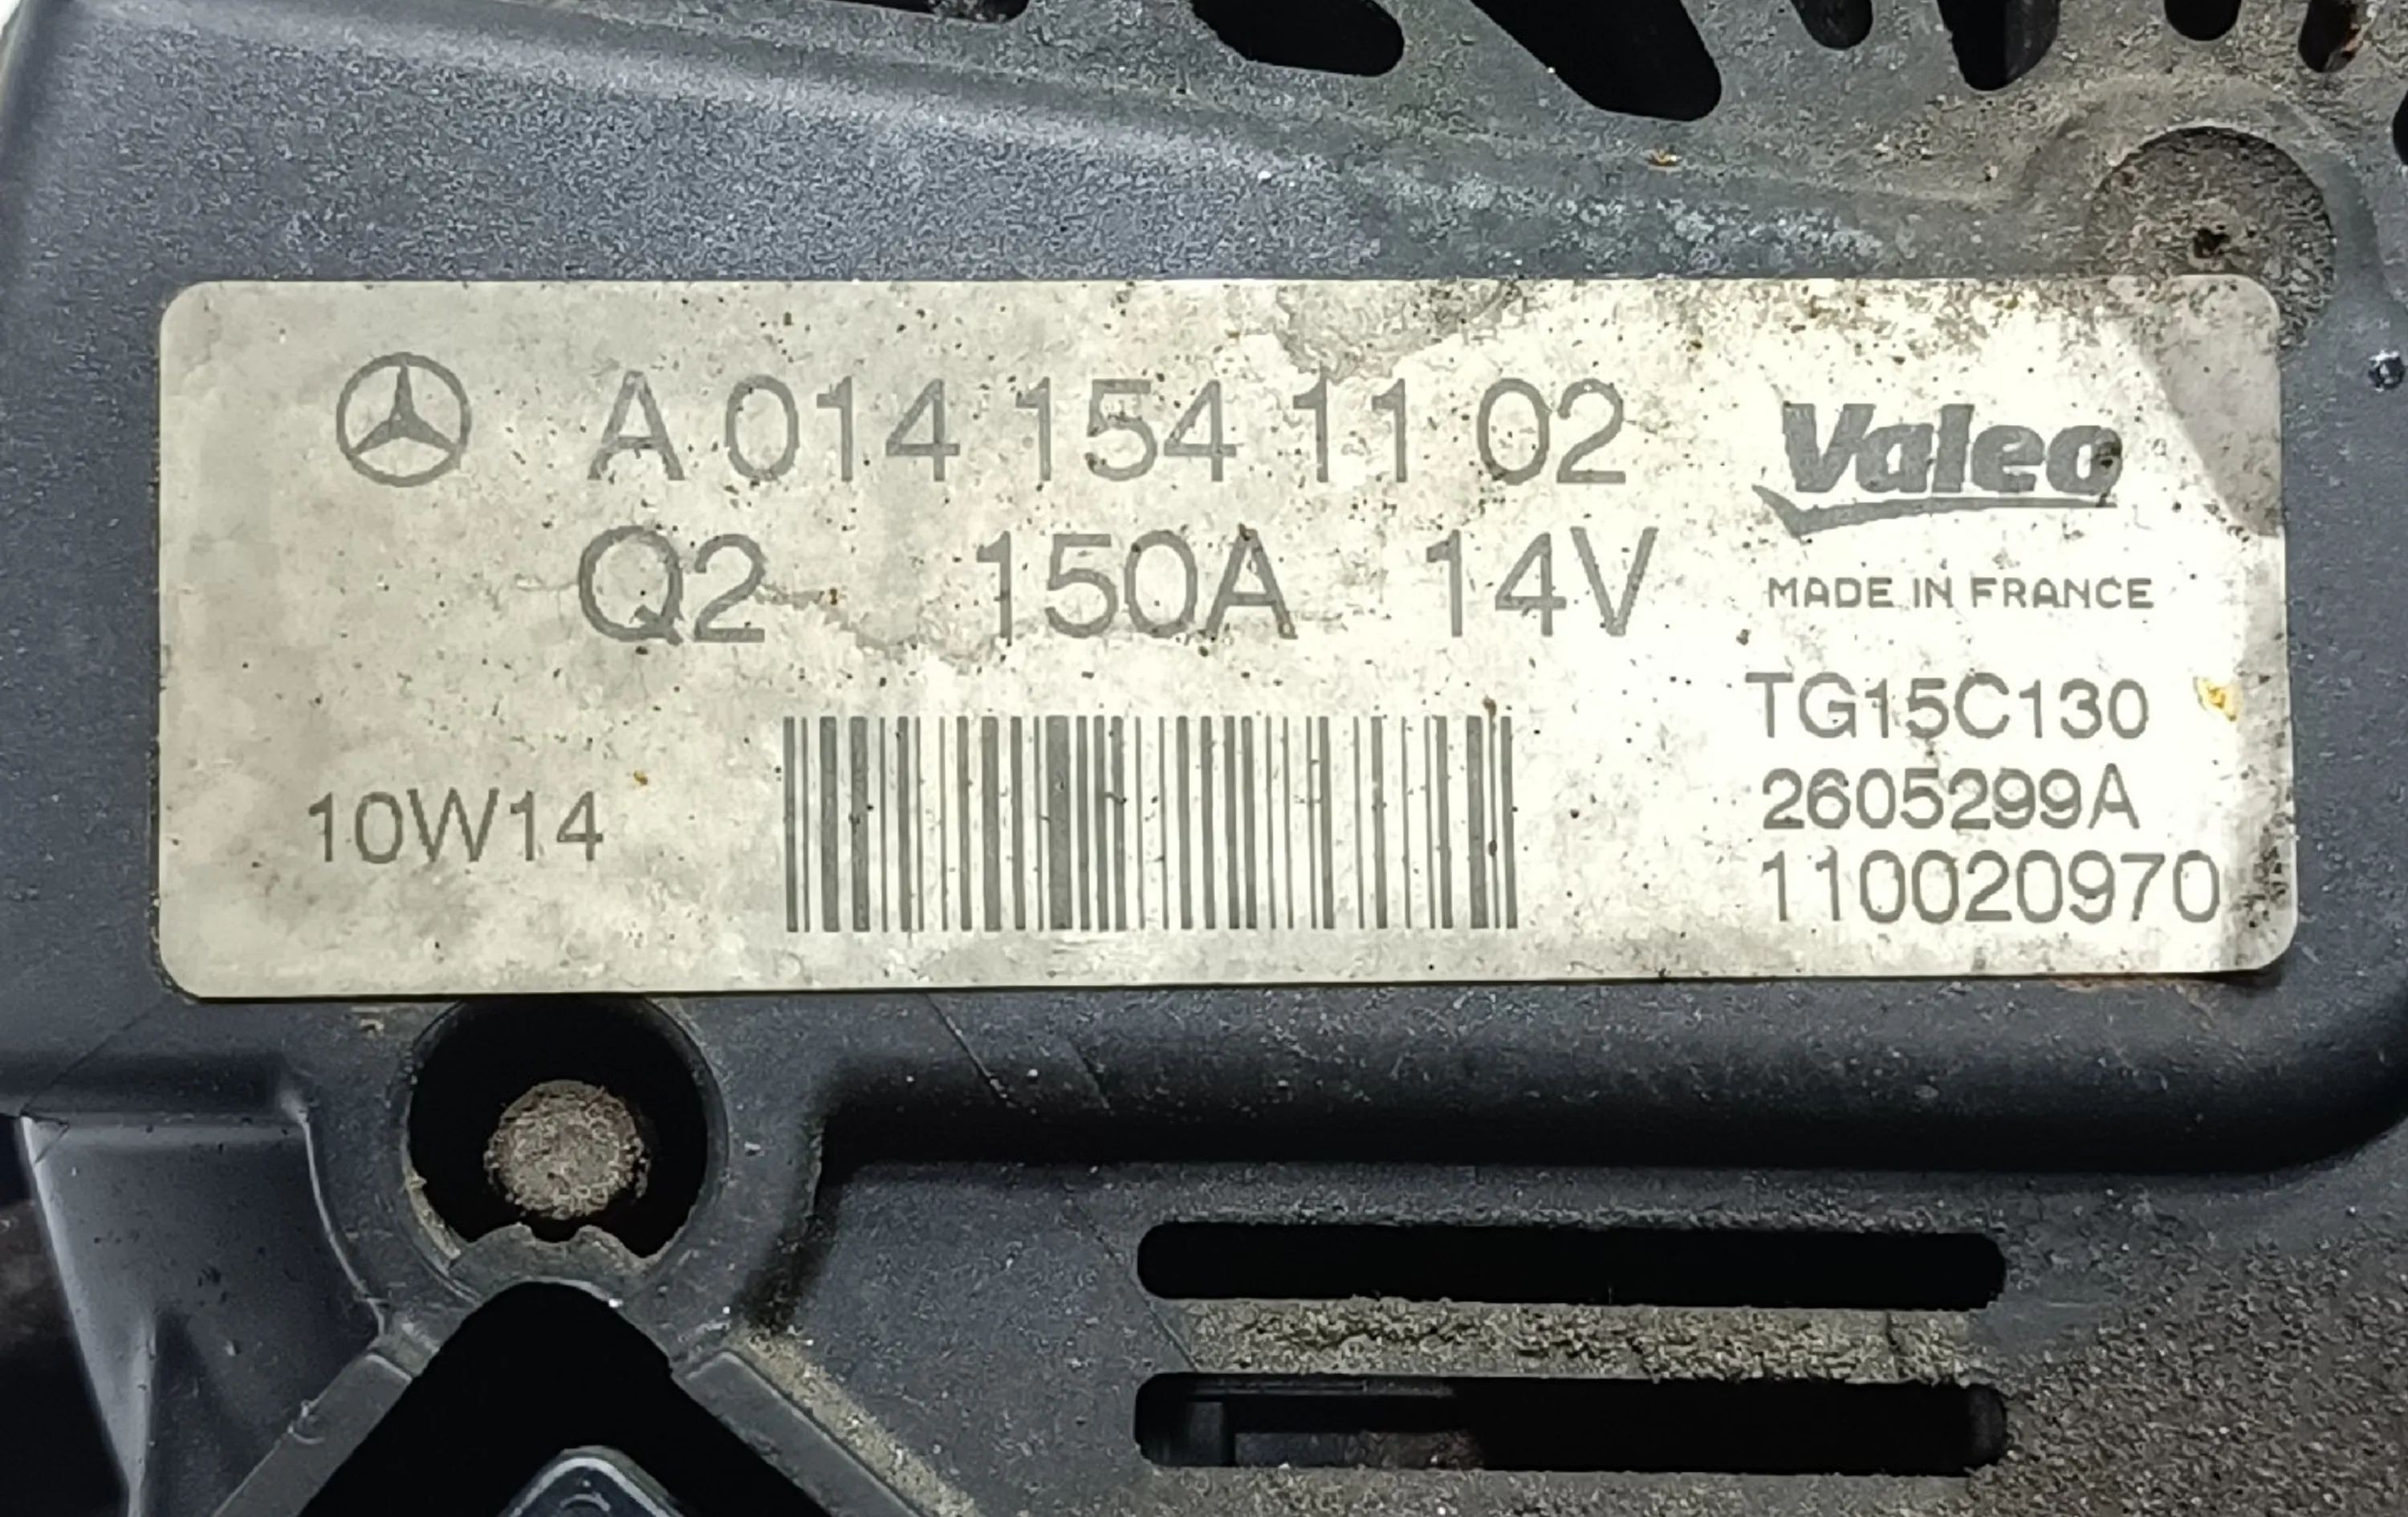 A 014 154 11 02
Q2 150A 14V
10W14
Valeo
MADE IN FRANCE
TG15C130
2605299A
110020970